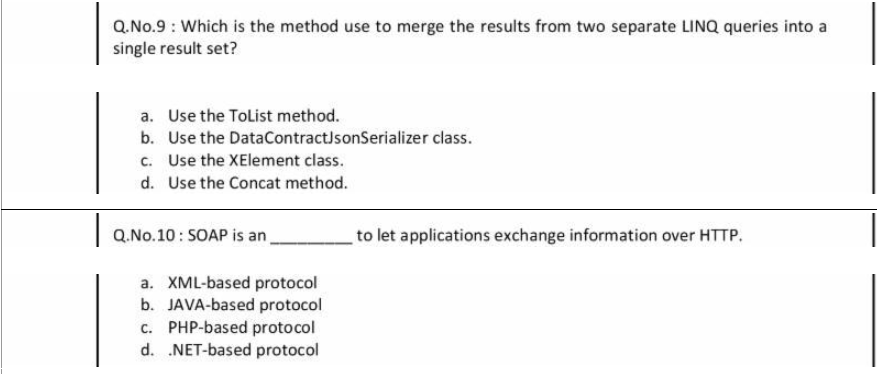 Q.No.9 : Which is the method use to merge the results from two separate LINQ queries into a
single result set?
a. Use the ToList method.
b. Use the DataContractJsonSerializer class.
c. Use the XElement class.
d. Use the Concat method.
Q.No.10 : SOAP is an _________ to let applications exchange information over HTTP.
a. XML-based protocol
b. JAVA-based protocol
c. PHP-based protocol
d. .NET-based protocol